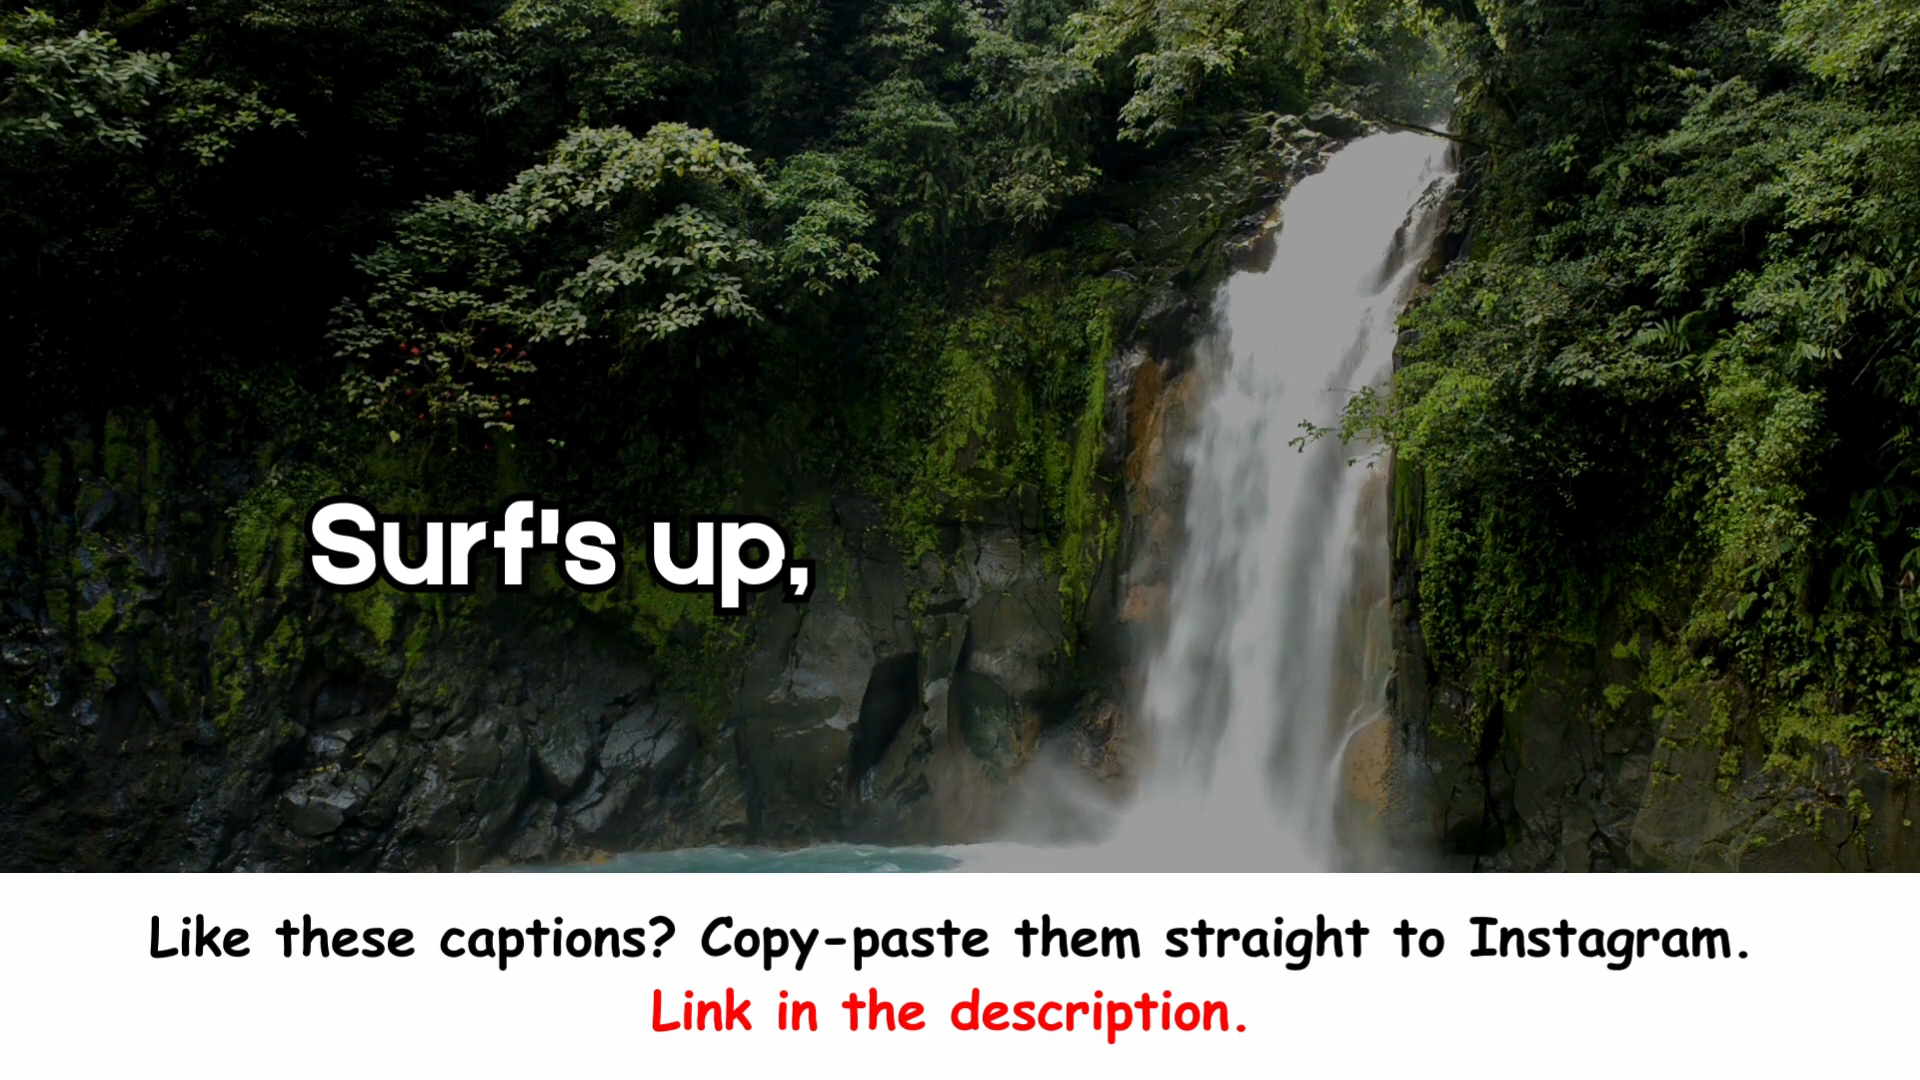 Surf's up,
Like these captions? Copy-paste them straight to Instagram.
Link in the description.